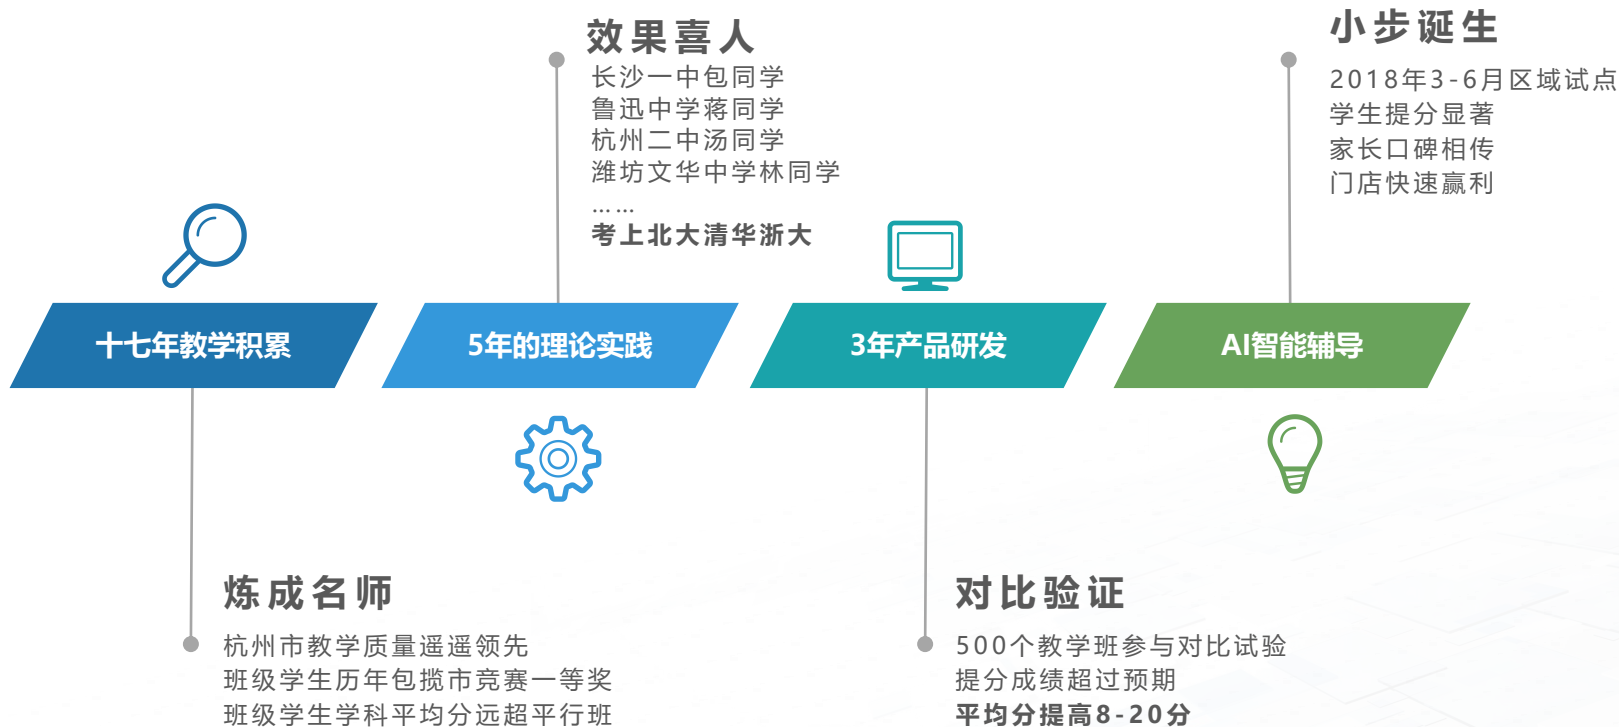 效果喜人
长沙一中包同学
鲁迅中学蒋同学
杭州二中汤同学
潍坊文华中学林同学
……
考上北大清华浙大
小步诞生
2018年3-6月区域试点
学生提分显著
家长口碑相传
门店快速赢利
十七年教学积累
5年的理论实践
3年产品研发
AI智能辅导
炼成名师
杭州市教学质量遥遥领先
班级学生历年包揽市竞赛一等奖
班级学生学科平均分远超平行班
对比验证
500个教学班参与对比试验
提分成绩超过预期
平均分提高8-20分